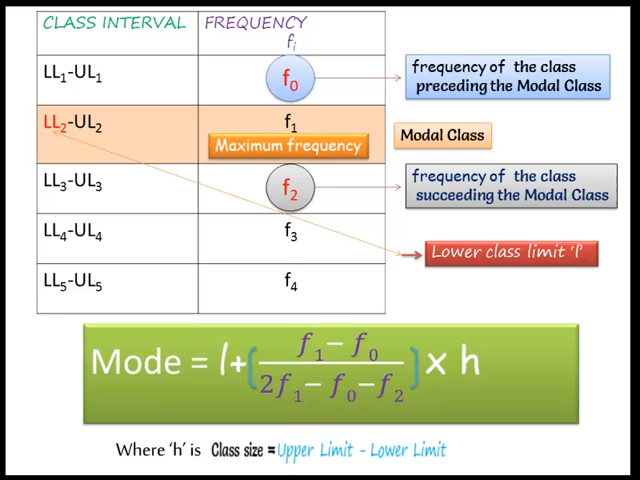 CLASS INTERVAL FREQUENCY
fᵢ
LL₁-UL₁ f₀
frequency of the class
preceding the Modal Class
LL₂-UL₂ f₁
Maximum frequency
Modal Class
LL₃-UL₃ f₂
frequency of the class
succeeding the Modal Class
LL₄-UL₄ f₃
Lower class limit 'l'
LL₅-UL₅ f₄
Mode = l+(f₁− f₀ / 2f₁− f₀ −f₂) x h
Where 'h' is Class size = Upper Limit - Lower Limit